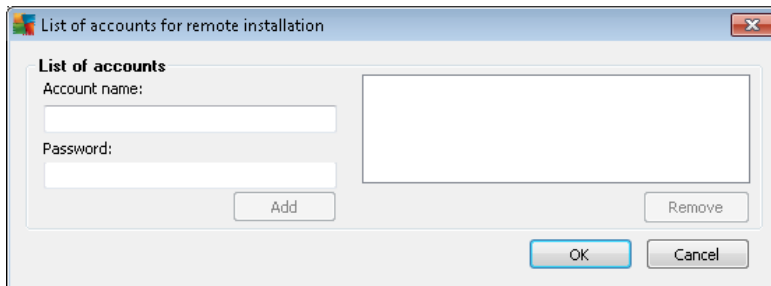 List of accounts for remote installation
List of accounts
Account name:
Password:
Add
Remove
OK
Cancel